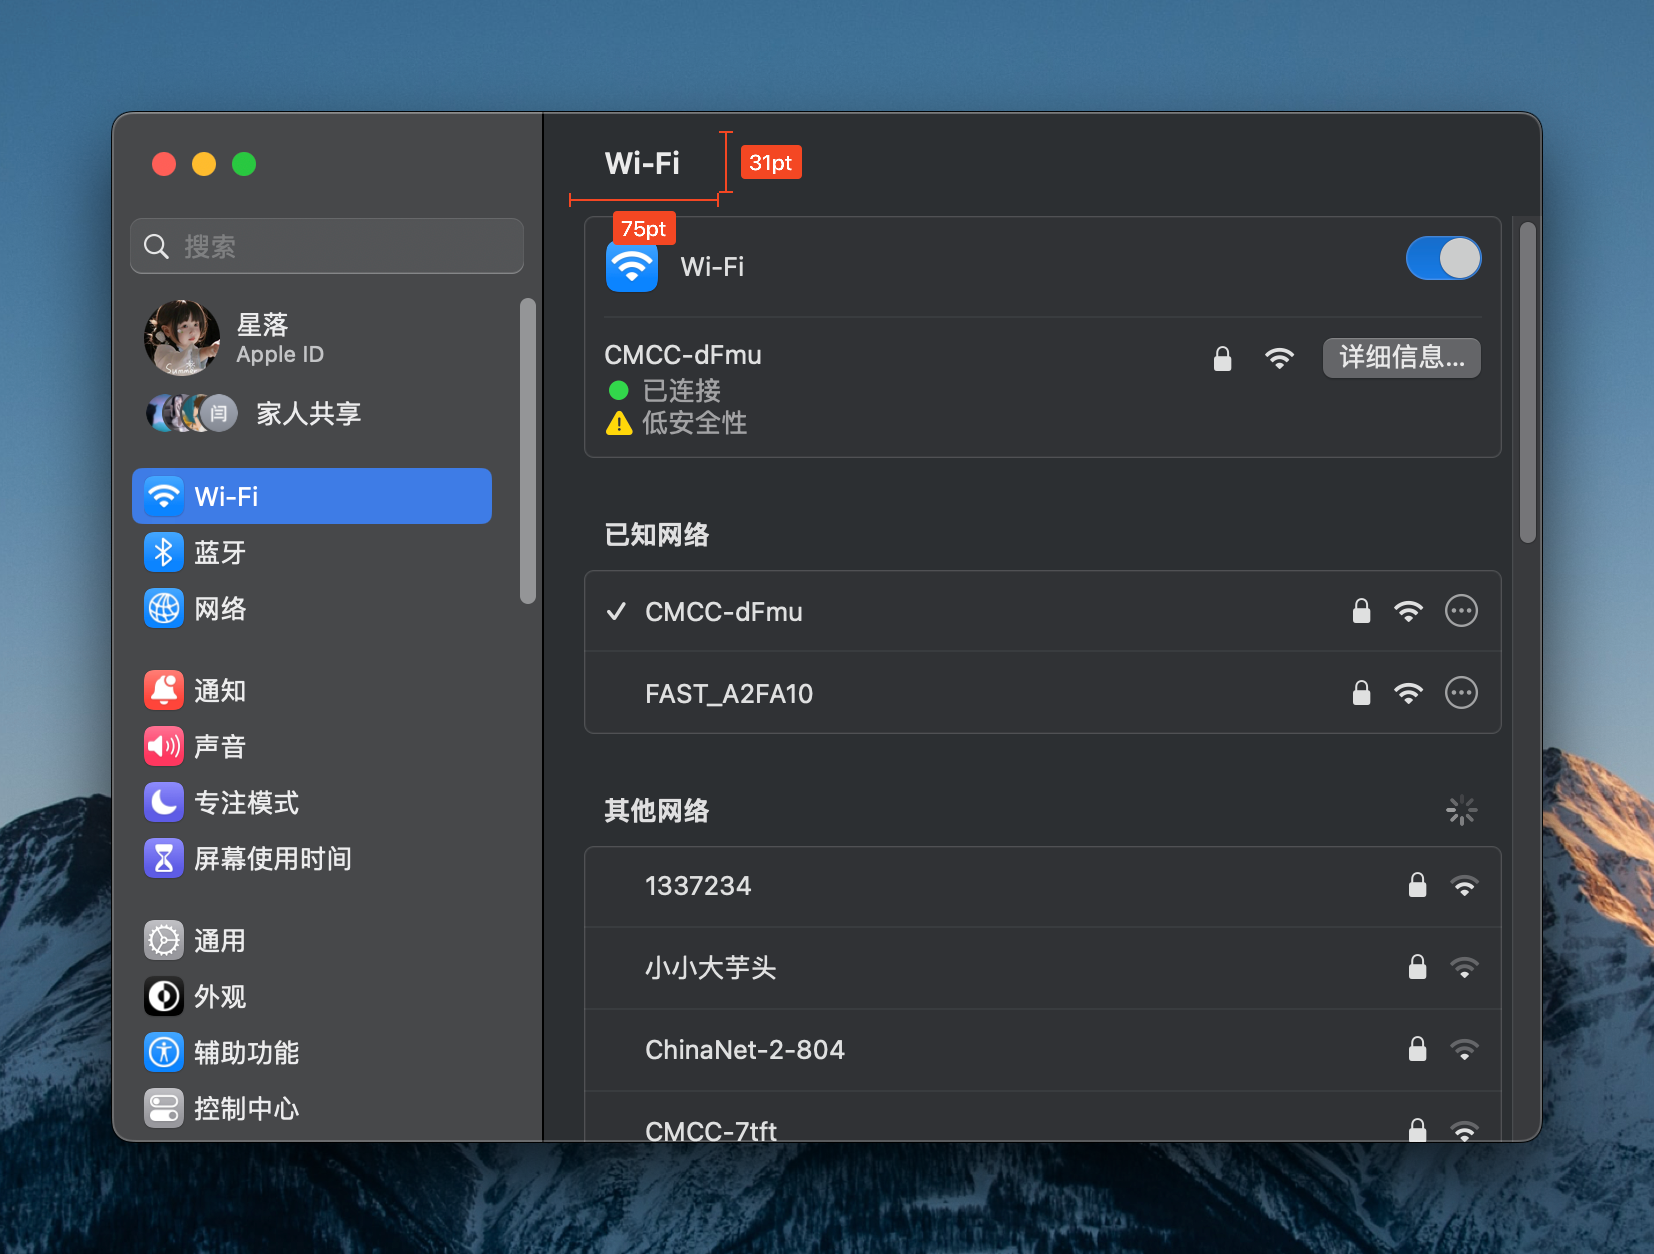 Wi-Fi
31pt
75pt
搜索
星落
Apple ID
闫
家人共享
Wi-Fi
蓝牙
网络
通知
声音
专注模式
屏幕使用时间
通用
外观
辅助功能
控制中心
Wi-Fi
CMCC-dFmu
详细信息...
已连接
低安全性
已知网络
CMCC-dFmu
FAST_A2FA10
其他网络
1337234
小小大芋头
ChinaNet-2-804
CMCC-7tft